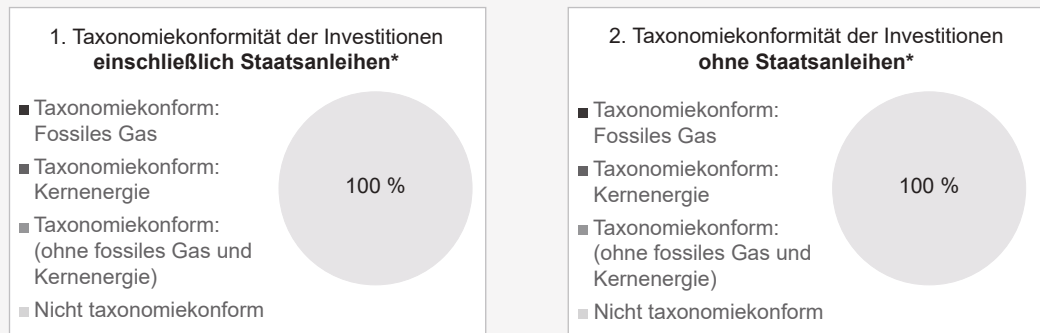 1. Taxonomiekonformität der Investitionen
einschließlich Staatsanleihen*
Taxonomiekonform:
Fossiles Gas
Taxonomiekonform:
Kernenergie
Taxonomiekonform:
(ohne fossiles Gas und
Kernenergie)
Nicht taxonomiekonform
100 %
2. Taxonomiekonformität der Investitionen
ohne Staatsanleihen*
Taxonomiekonform:
Fossiles Gas
Taxonomiekonform:
Kernenergie
Taxonomiekonform:
(ohne fossiles Gas und
Kernenergie)
Nicht taxonomiekonform
100 %